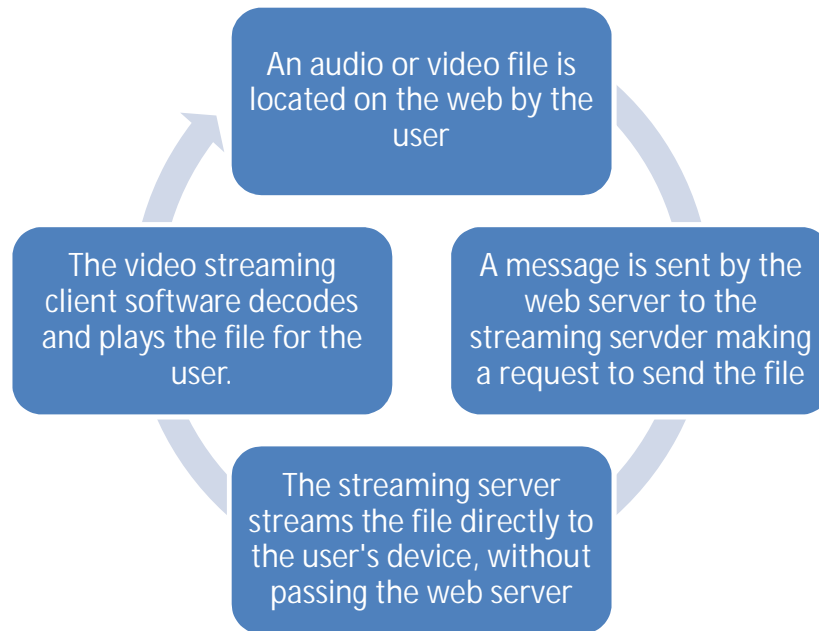 An audio or video file is
located on the web by the
user
A message is sent by the
web server to the
streaming servder making
a request to send the file
The streaming server
streams the file directly to
the user's device, without
passing the web server
The video streaming
client software decodes
and plays the file for the
user.